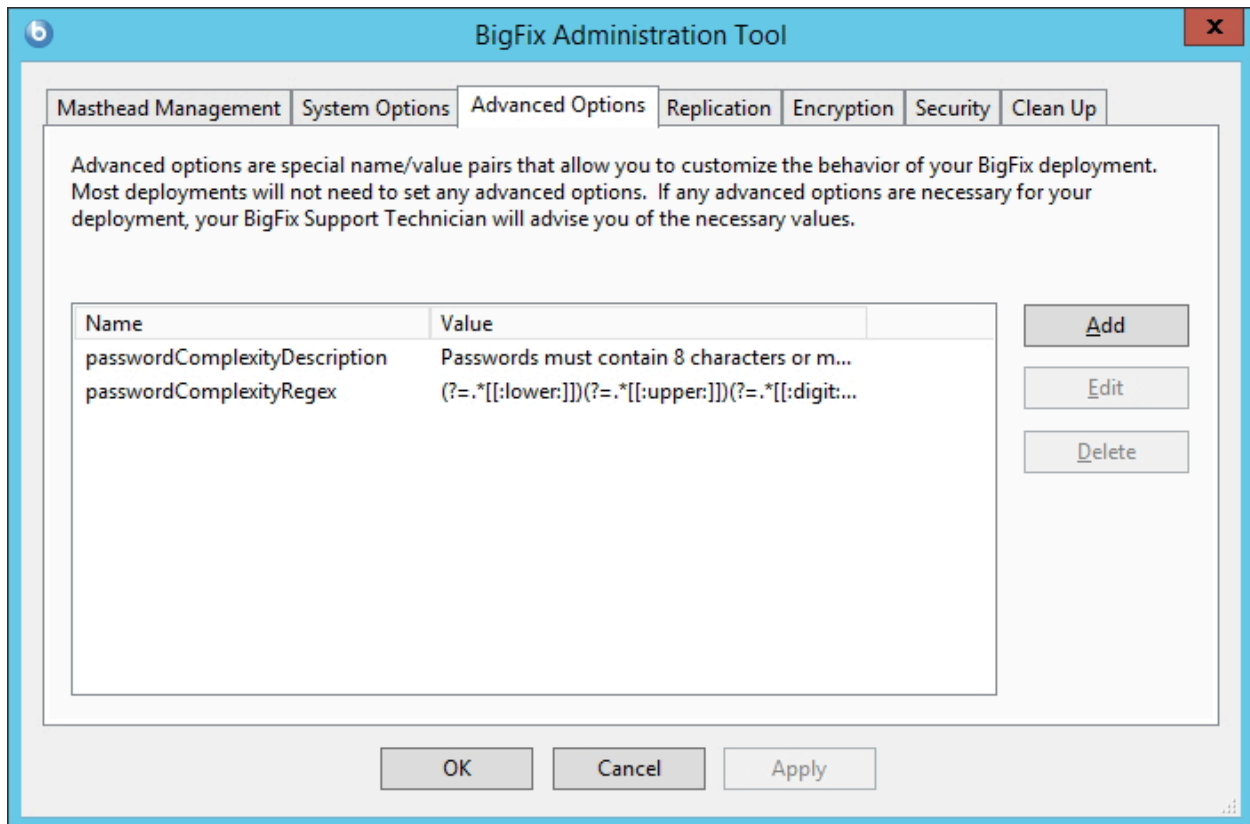 BigFix Administration Tool
Masthead Management System Options Advanced Options Replication Encryption Security Clean Up
Advanced options are special name/value pairs that allow you to customize the behavior of your BigFix deployment.
Most deployments will not need to set any advanced options. If any advanced options are necessary for your
deployment, your BigFix Support Technician will advise you of the necessary values.
Name Value
passwordComplexityDescription Passwords must contain 8 characters or m...
passwordComplexityRegex (?=.*[[:lower:]])(?=.*[[:upper:]])(?=.*[[:digit:...
Add
Edit
Delete
OK Cancel Apply